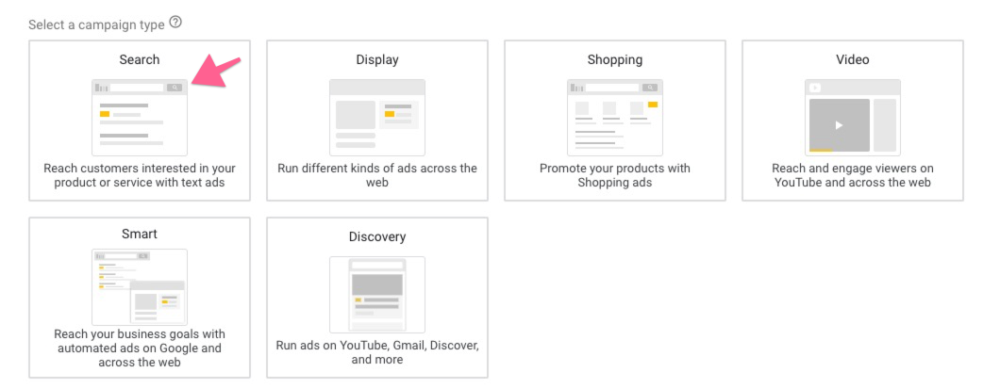 Select a campaign type ?
Search
Display
Shopping
Video
Reach customers interested in your
product or service with text ads
Run different kinds of ads across the
web
Promote your products with
Shopping ads
Reach and engage viewers on
YouTube and across the web
Smart
Discovery
Reach your business goals with
automated ads on Google and
across the web
Run ads on YouTube, Gmail, Discover,
and more